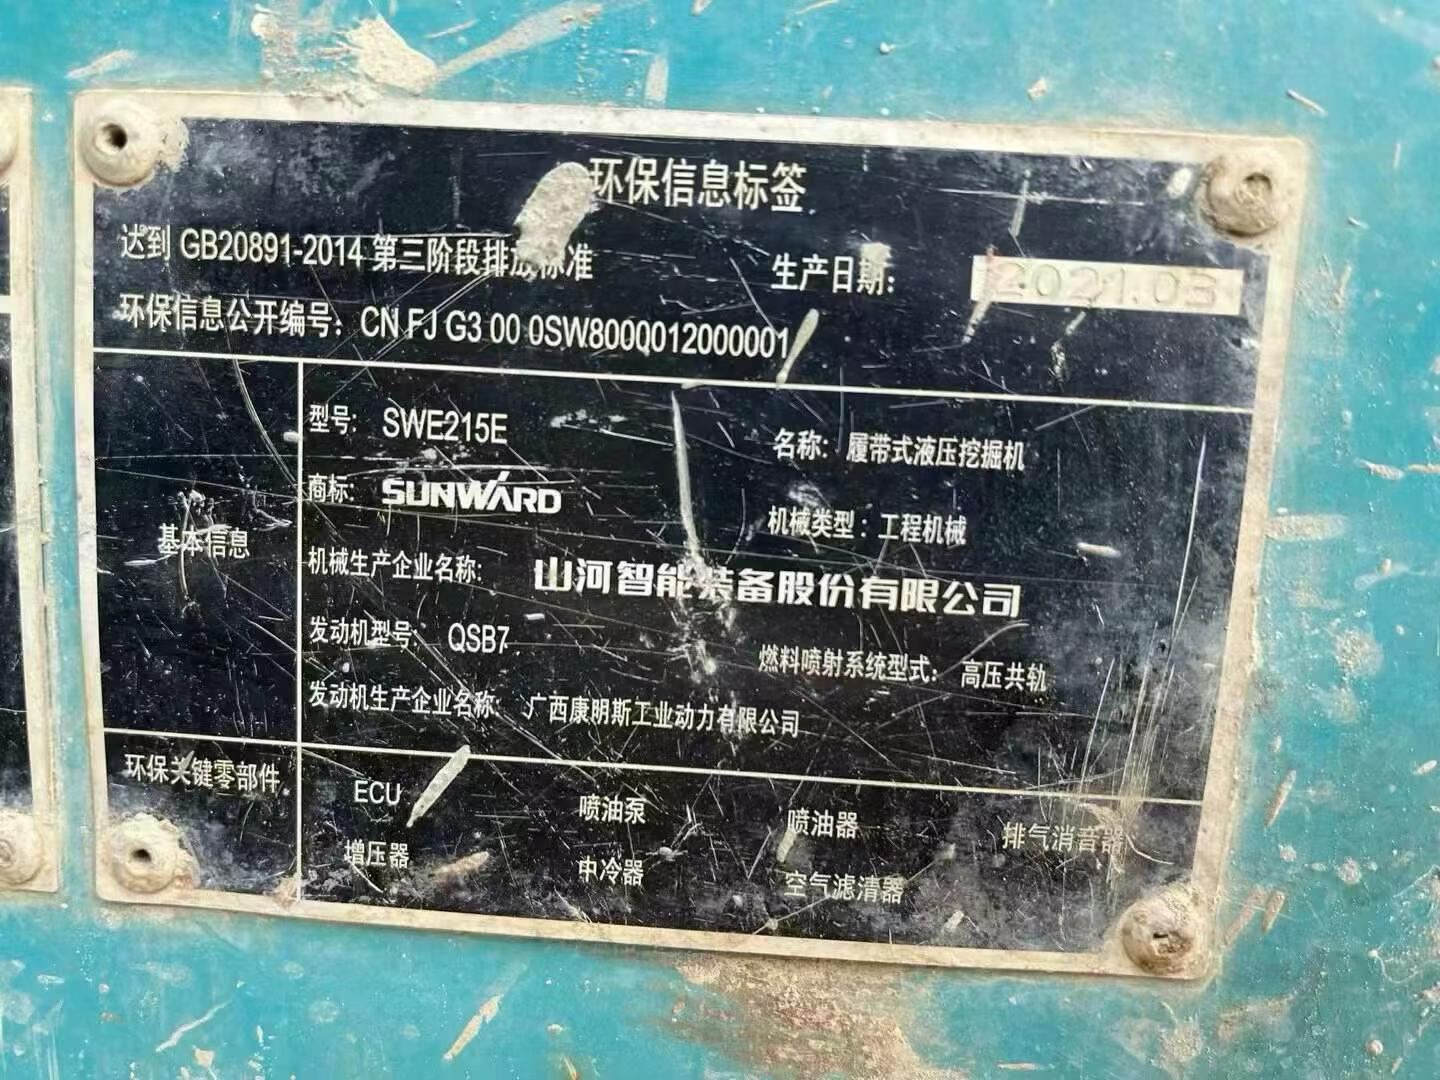 环保信息标签
达到 GB20891-2014 第三阶段排放标准
生产日期: 2021.03
环保信息公开编号: CN FJ G3 00 0SW8000012000001
基本信息
型号: SWE215E
名称: 履带式液压挖掘机
商标: SUNWARD
机械类型: 工程机械
机械生产企业名称: 山河智能装备股份有限公司
发动机型号: QSB7
燃料喷射系统型式: 高压共轨
发动机生产企业名称: 广西康明斯工业动力有限公司
环保关键零部件
ECU 喷油泵 喷油器 排气消音器
增压器 中冷器 空气滤清器